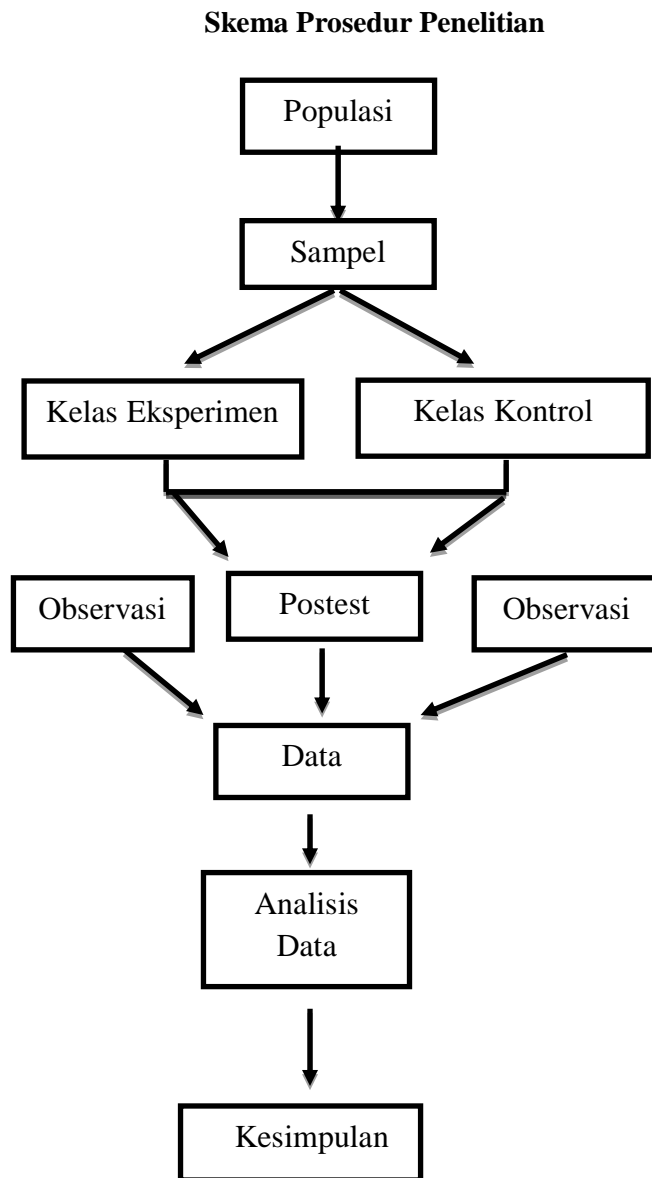 Skema Prosedur Penelitian
Populasi
Sampel
Kelas Eksperimen
Kelas Kontrol
Observasi
Postest
Observasi
Data
Analisis
Data
Kesimpulan